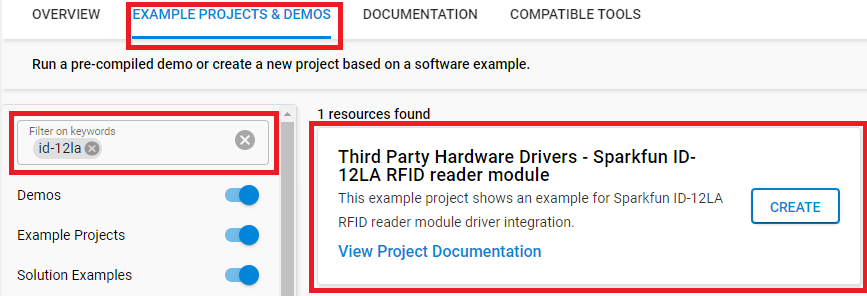 OVERVIEW EXAMPLE PROJECTS & DEMOS DOCUMENTATION COMPATIBLE TOOLS
Run a pre-compiled demo or create a new project based on a software example.
Filter on keywords
id-12la
Demos
Example Projects
Solution Examples
1 resources found
Third Party Hardware Drivers - Sparkfun ID-
12LA RFID reader module
This example project shows an example for Sparkfun ID-12LA
RFID reader module driver integration.
View Project Documentation
CREATE